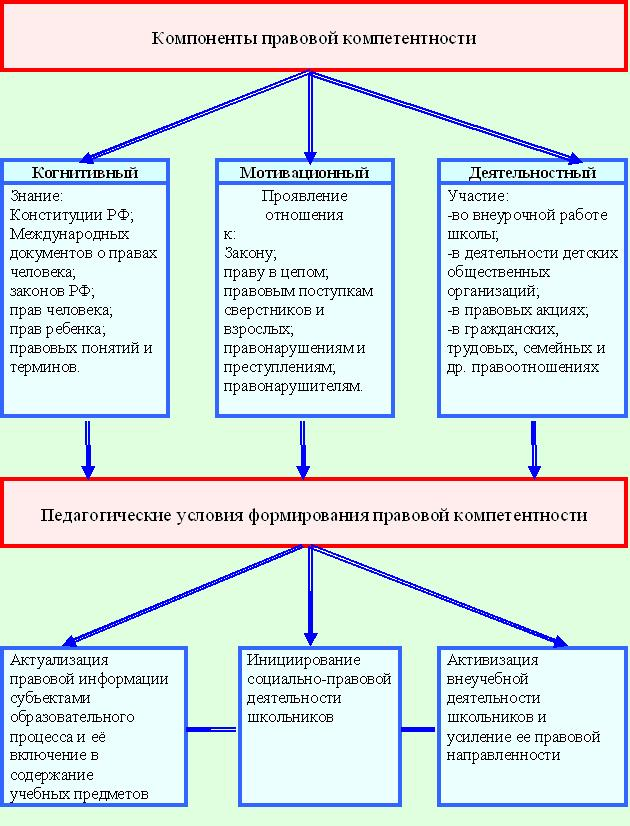 Компоненты правовой компетентности
Когнитивный
Знание:
Конституции РФ;
Международных
документов о правах
человека;
законов РФ;
прав человека;
прав ребенка;
правовых понятий и
терминов.
Мотивационный
Проявление
отношения
к:
Закону;
праву в цепом;
правовым поступкам
сверстников и
взрослых;
правонарушениям и
преступлениям;
правонарушителям.
Деятельностный
Участие:
-во внеурочной работе
школы;
-в деятельности детских
общественных
организаций;
-в правовых акциях;
-в гражданских,
трудовых, семейных и
др. правоотношениях
Педагогические условия формирования правовой компетентности
Актуализация
правовой информации
субъектами
образовательного
процесса и её
включение в
содержание
учебных предметов
Инициирование
социально-правовой
деятельности
школьников
Активизация
внеучебной
деятельности
школьников и
усиление ее правовой
направленности